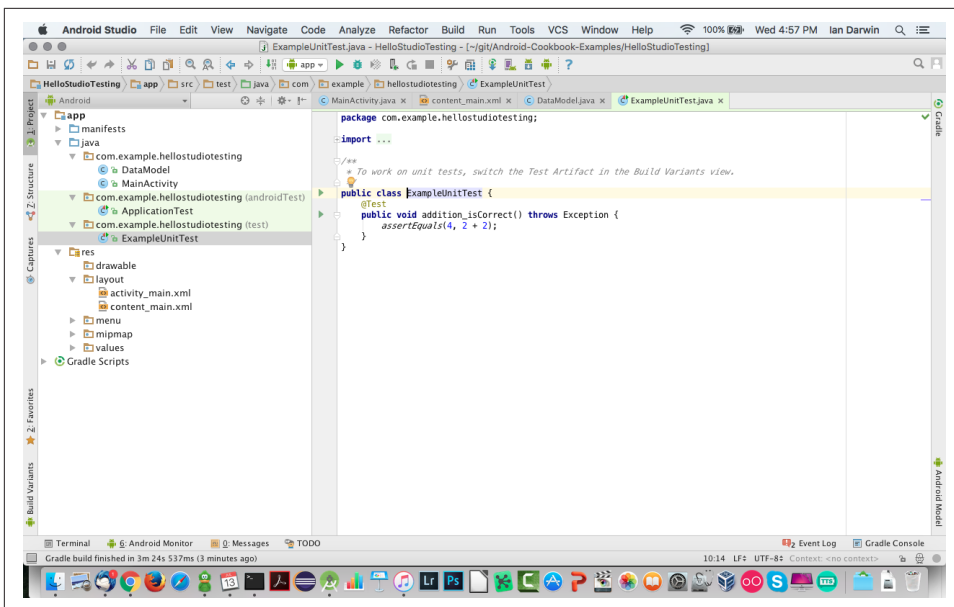 Android Studio File Edit View Navigate Code Analyze Refactor Build Run Tools VCS Window Help 100% Wed 4:57 PM Ian Darwin
ExampleUnitTest.java - HelloStudioTesting - [~/git/Android-Cookbook-Examples/HelloStudioTesting]
app
HelloStudioTesting app src test java com example hellostudiotesting ExampleUnitTest
Android
MainActivity.java content_main.xml DataModel.java ExampleUnitTest.java
1: Project
Z: Structure
Captures
2: Favorites
Build Variants
app
manifests
java
com.example.hellostudiotesting
DataModel
MainActivity
com.example.hellostudiotesting (androidTest)
ApplicationTest
com.example.hellostudiotesting (test)
ExampleUnitTest
res
drawable
layout
activity_main.xml
content_main.xml
menu
mipmap
values
Gradle Scripts
package com.example.hellostudiotesting;
import ...
/**
* To work on unit tests, switch the Test Artifact in the Build Variants view.
public class ExampleUnitTest {
@Test
public void addition_isCorrect() throws Exception {
assertEquals(4, 2 + 2);
}
}
Gradle
Android Model
Terminal 6: Android Monitor 0: Messages TODO 2 Event Log Gradle Console
Gradle build finished in 3m 24s 537ms (3 minutes ago) 10:14 LF UTF-8 Context: <no context>
13
Lr Ps
S